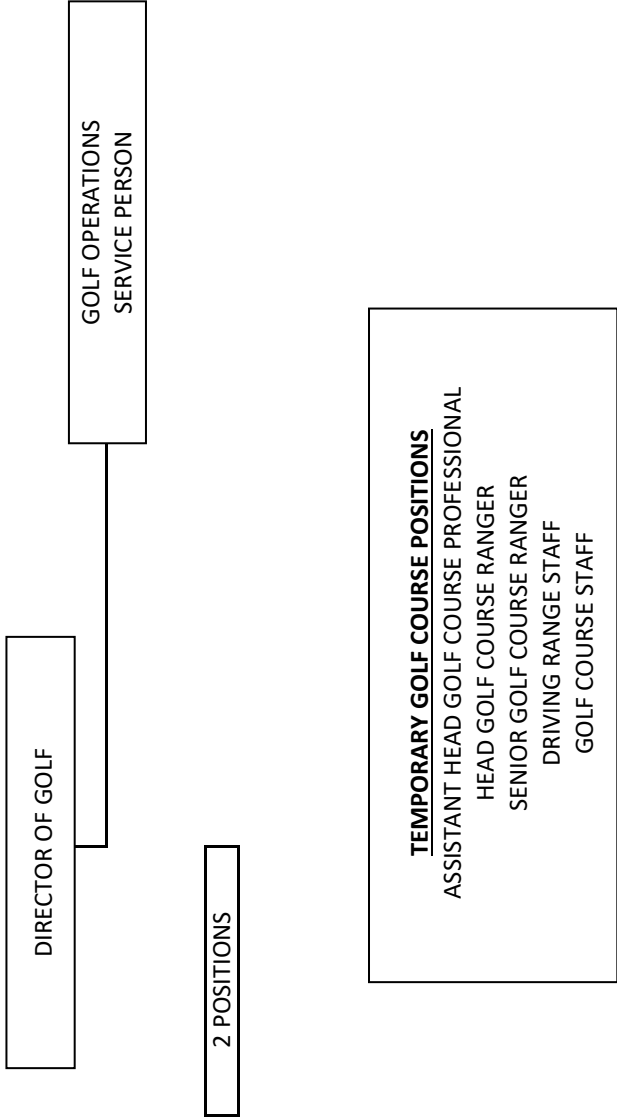 DIRECTOR OF GOLF
GOLF OPERATIONS
SERVICE PERSON
2 POSITIONS
TEMPORARY GOLF COURSE POSITIONS
ASSISTANT HEAD GOLF COURSE PROFESSIONAL
HEAD GOLF COURSE RANGER
SENIOR GOLF COURSE RANGER
DRIVING RANGE STAFF
GOLF COURSE STAFF